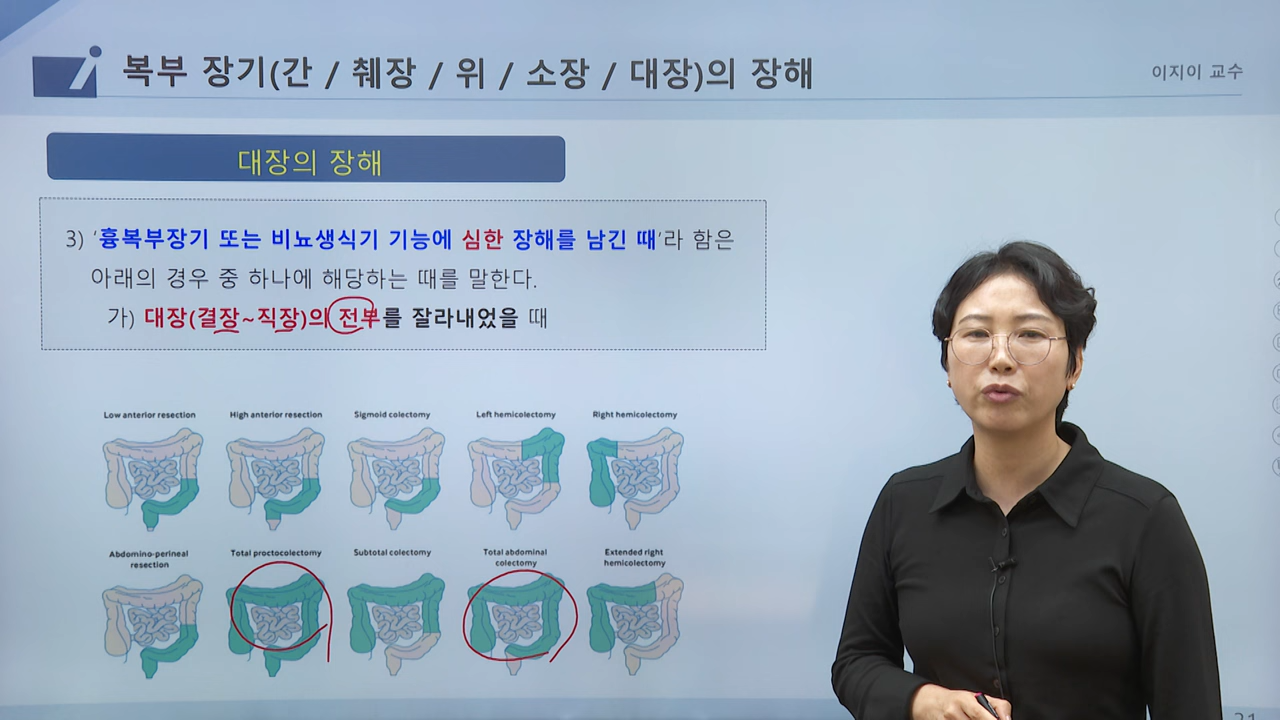 복부 장기(간 / 췌장 / 위 / 소장 / 대장)의 장해
이지이 교수
대장의 장해
3) ‘흉복부장기 또는 비뇨생식기 기능에 심한 장해를 남긴 때’라 함은
아래의 경우 중 하나에 해당하는 때를 말한다.
가) 대장(결장~직장)의 전부를 잘라내었을 때
Low anterior resection
High anterior resection
Sigmoid colectomy
Left hemicolectomy
Right hemicolectomy
Abdomino-perineal
resection
Total proctocolectomy
Subtotal colectomy
Total abdominal
colectomy
Extended right
hemicolectomy